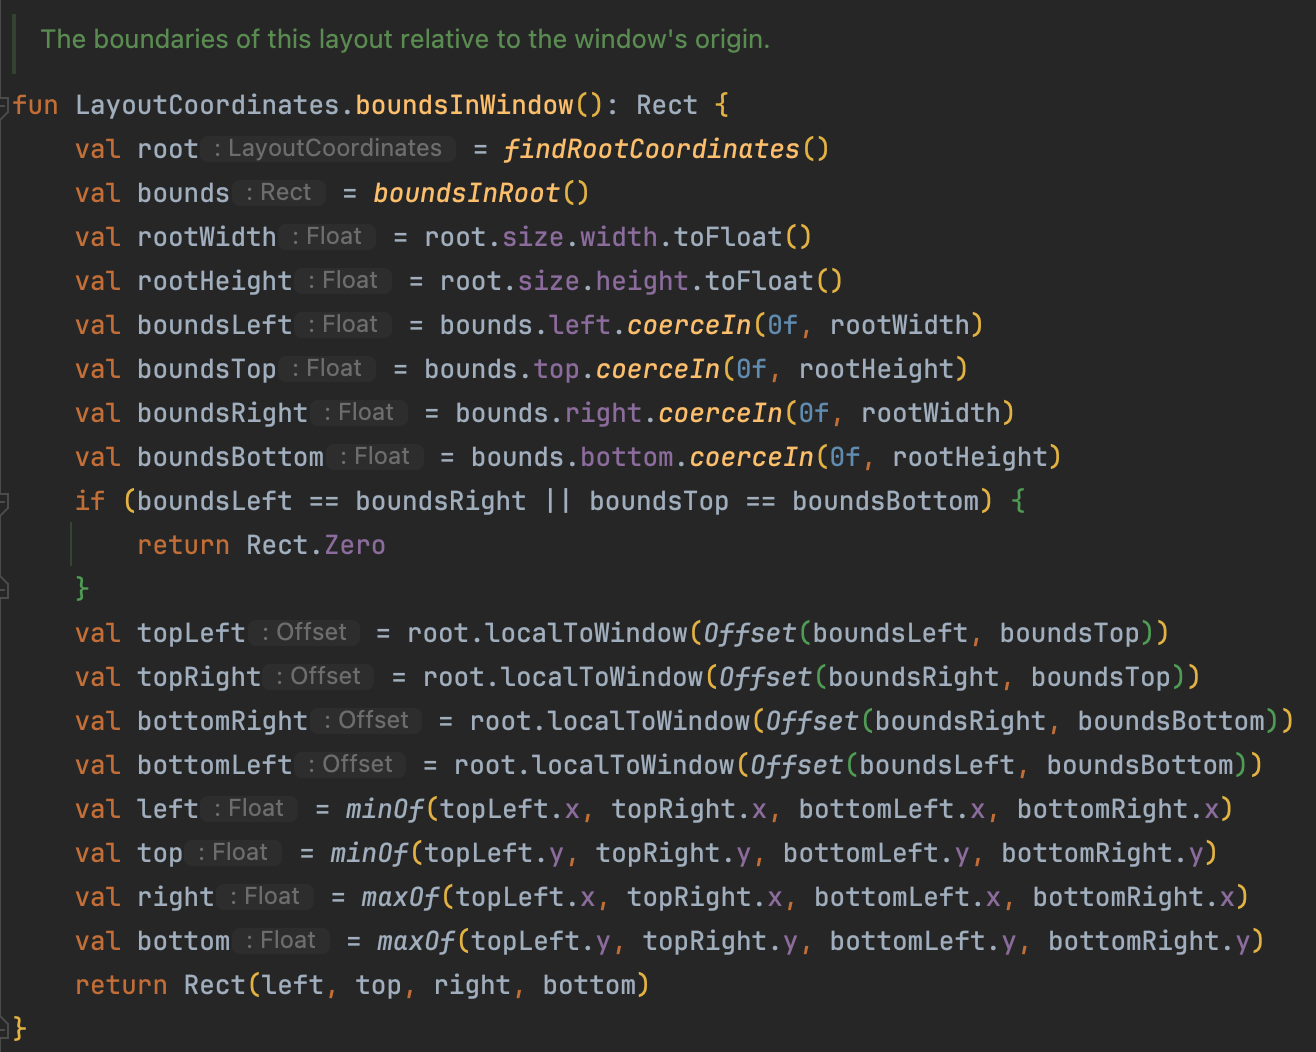 The boundaries of this layout relative to the window's origin.
fun LayoutCoordinates.boundsInWindow(): Rect {
    val root : LayoutCoordinates = findRootCoordinates()
    val bounds : Rect = boundsInRoot()
    val rootWidth : Float = root.size.width.toFloat()
    val rootHeight : Float = root.size.height.toFloat()
    val boundsLeft : Float = bounds.left.coerceIn(0f, rootWidth)
    val boundsTop : Float = bounds.top.coerceIn(0f, rootHeight)
    val boundsRight : Float = bounds.right.coerceIn(0f, rootWidth)
    val boundsBottom : Float = bounds.bottom.coerceIn(0f, rootHeight)
    if (boundsLeft == boundsRight || boundsTop == boundsBottom) {
        return Rect.Zero
    }
    val topLeft : Offset = root.localToWindow(Offset(boundsLeft, boundsTop))
    val topRight : Offset = root.localToWindow(Offset(boundsRight, boundsTop))
    val bottomRight : Offset = root.localToWindow(Offset(boundsRight, boundsBottom))
    val bottomLeft : Offset = root.localToWindow(Offset(boundsLeft, boundsBottom))
    val left : Float = minOf(topLeft.x, topRight.x, bottomLeft.x, bottomRight.x)
    val top : Float = minOf(topLeft.y, topRight.y, bottomLeft.y, bottomRight.y)
    val right : Float = maxOf(topLeft.x, topRight.x, bottomLeft.x, bottomRight.x)
    val bottom : Float = maxOf(topLeft.y, topRight.y, bottomLeft.y, bottomRight.y)
    return Rect(left, top, right, bottom)
}